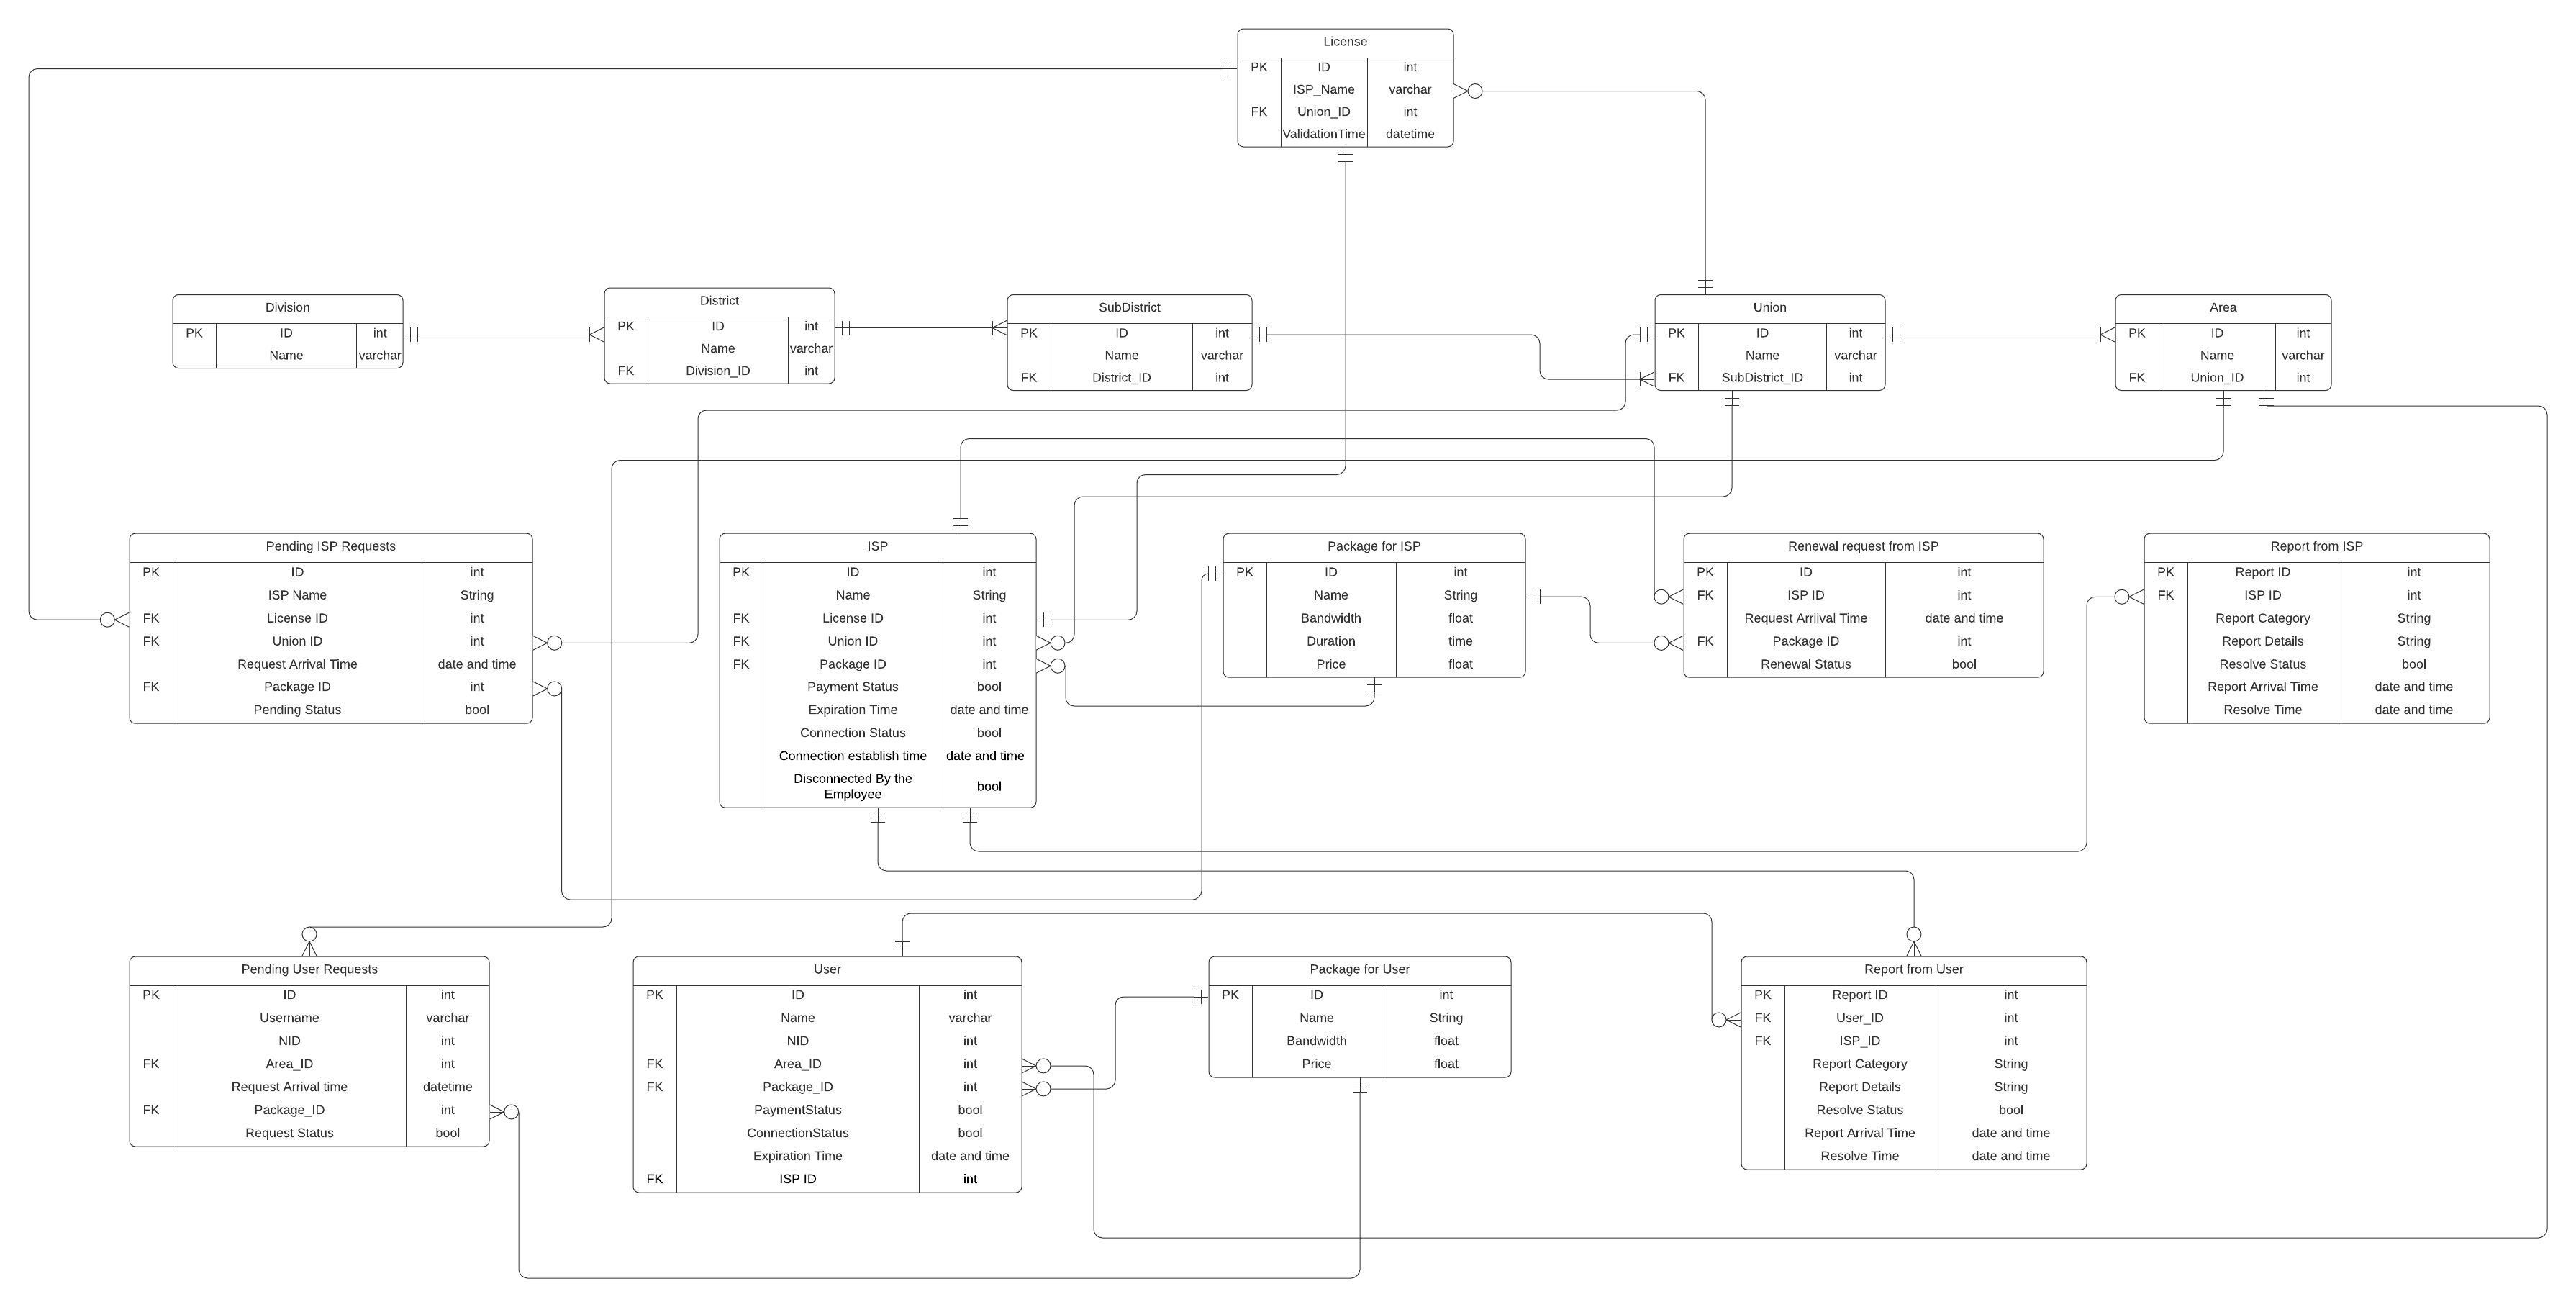 License
PK ID int
ISP_Name varchar
FK Union_ID int
ValidationTime datetime
Division
PK ID int
Name varchar
District
PK ID int
Name varchar
FK Division_ID int
SubDistrict
PK ID int
Name varchar
FK District_ID int
Union
PK ID int
Name varchar
FK SubDistrict_ID int
Area
PK ID int
Name varchar
FK Union_ID int
Pending ISP Requests
PK ID int
ISP Name String
FK License ID int
FK Union ID int
Request Arrival Time date and time
FK Package ID int
Pending Status bool
ISP
PK ID int
Name String
FK License ID int
FK Union ID int
FK Package ID int
Payment Status bool
Expiration Time date and time
Connection Status bool
Connection establish time date and time
Disconnected By the
Employee bool
Package for ISP
PK ID int
Name String
Bandwidth float
Duration time
Price float
Renewal request from ISP
PK ID int
FK ISP ID int
Request Arriival Time date and time
FK Package ID int
Renewal Status bool
Report from ISP
PK Report ID int
FK ISP ID int
Report Category String
Report Details String
Resolve Status bool
Report Arrival Time date and time
Resolve Time date and time
Pending User Requests
PK ID int
Username varchar
NID int
FK Area_ID int
Request Arrival time datetime
FK Package_ID int
Request Status bool
User
PK ID int
Name varchar
NID int
FK Area_ID int
FK Package_ID int
PaymentStatus bool
ConnectionStatus bool
Expiration Time date and time
FK ISP ID int
Package for User
PK ID int
Name String
Bandwidth float
Price float
Report from User
PK Report ID int
FK User_ID int
FK ISP_ID int
Report Category String
Report Details String
Resolve Status bool
Report Arrival Time date and time
Resolve Time date and time